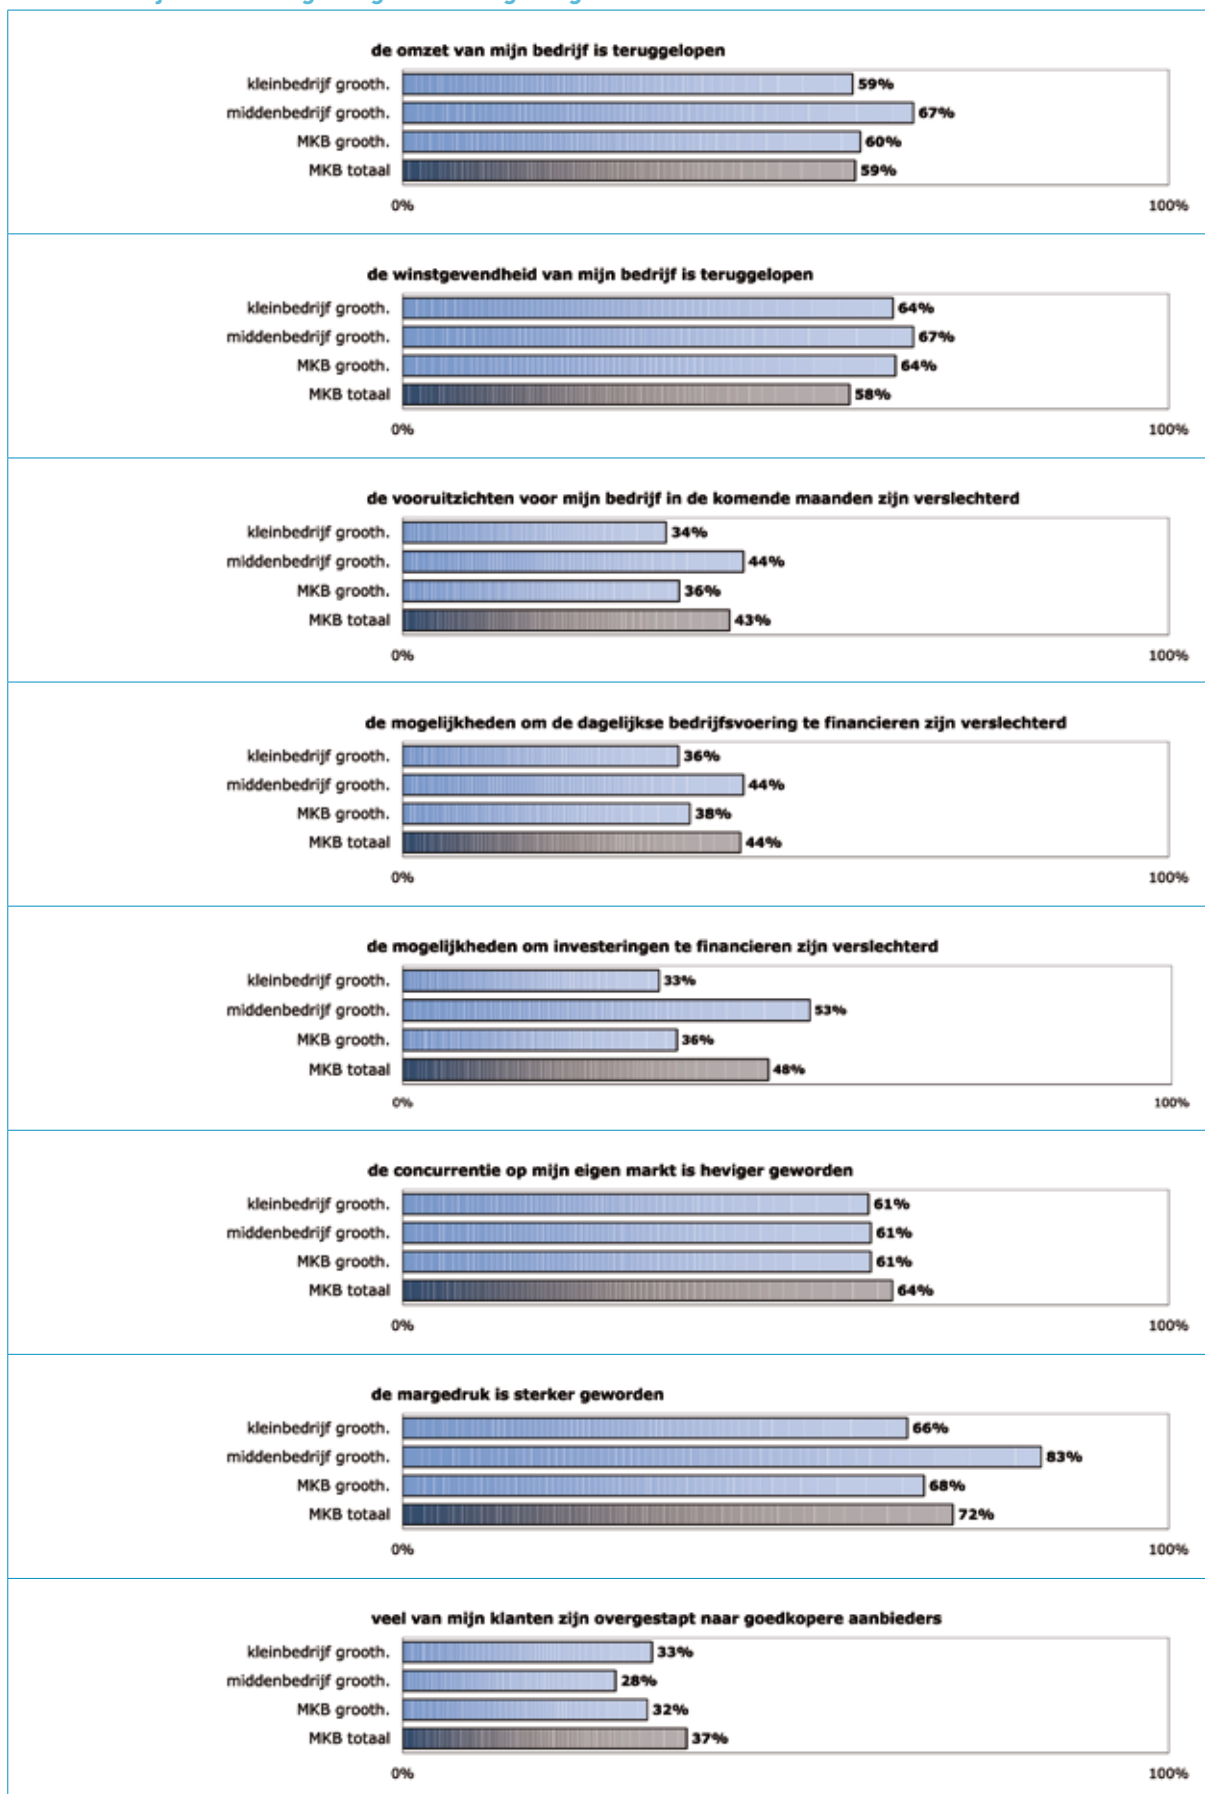 de omzet van mijn bedrijf is teruggelopen
kleinbedrijf grooth. 59%
middenbedrijf grooth. 67%
MKB grooth. 60%
MKB totaal 59%
0% 100%
de winstgevendheid van mijn bedrijf is teruggelopen
kleinbedrijf grooth. 64%
middenbedrijf grooth. 67%
MKB grooth. 64%
MKB totaal 58%
0% 100%
de vooruitzichten voor mijn bedrijf in de komende maanden zijn verslechterd
kleinbedrijf grooth. 34%
middenbedrijf grooth. 44%
MKB grooth. 36%
MKB totaal 43%
0% 100%
de mogelijkheden om de dagelijkse bedrijfsvoering te financieren zijn verslechterd
kleinbedrijf grooth. 36%
middenbedrijf grooth. 44%
MKB grooth. 38%
MKB totaal 44%
0% 100%
de mogelijkheden om investeringen te financieren zijn verslechterd
kleinbedrijf grooth. 33%
middenbedrijf grooth. 53%
MKB grooth. 36%
MKB totaal 48%
0% 100%
de concurrentie op mijn eigen markt is heviger geworden
kleinbedrijf grooth. 61%
middenbedrijf grooth. 61%
MKB grooth. 61%
MKB totaal 64%
0% 100%
de margedruk is sterker geworden
kleinbedrijf grooth. 66%
middenbedrijf grooth. 83%
MKB grooth. 68%
MKB totaal 72%
0% 100%
veel van mijn klanten zijn overgestapt naar goedkopere aanbieders
kleinbedrijf grooth. 33%
middenbedrijf grooth. 28%
MKB grooth. 32%
MKB totaal 37%
0% 100%